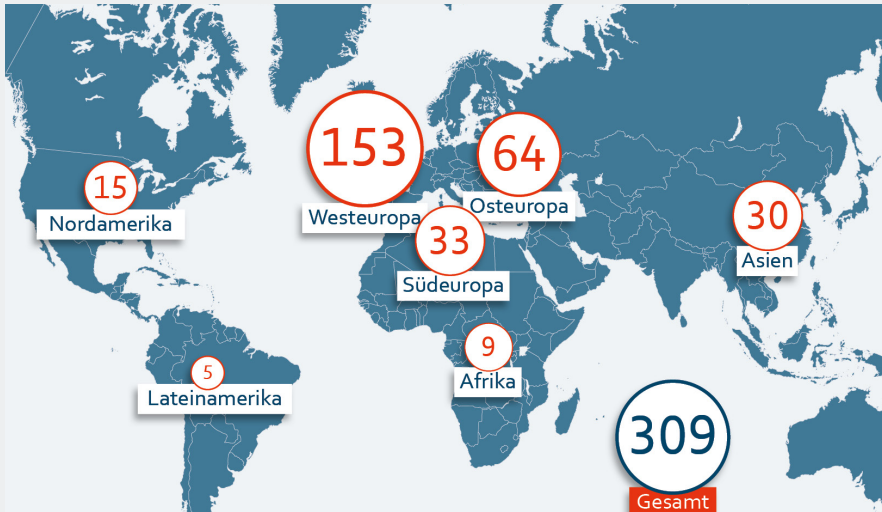 153
Westeuropa
64
Osteuropa
15
Nordamerika
33
Südeuropa
30
Asien
9
Afrika
5
Lateinamerika
309
Gesamt